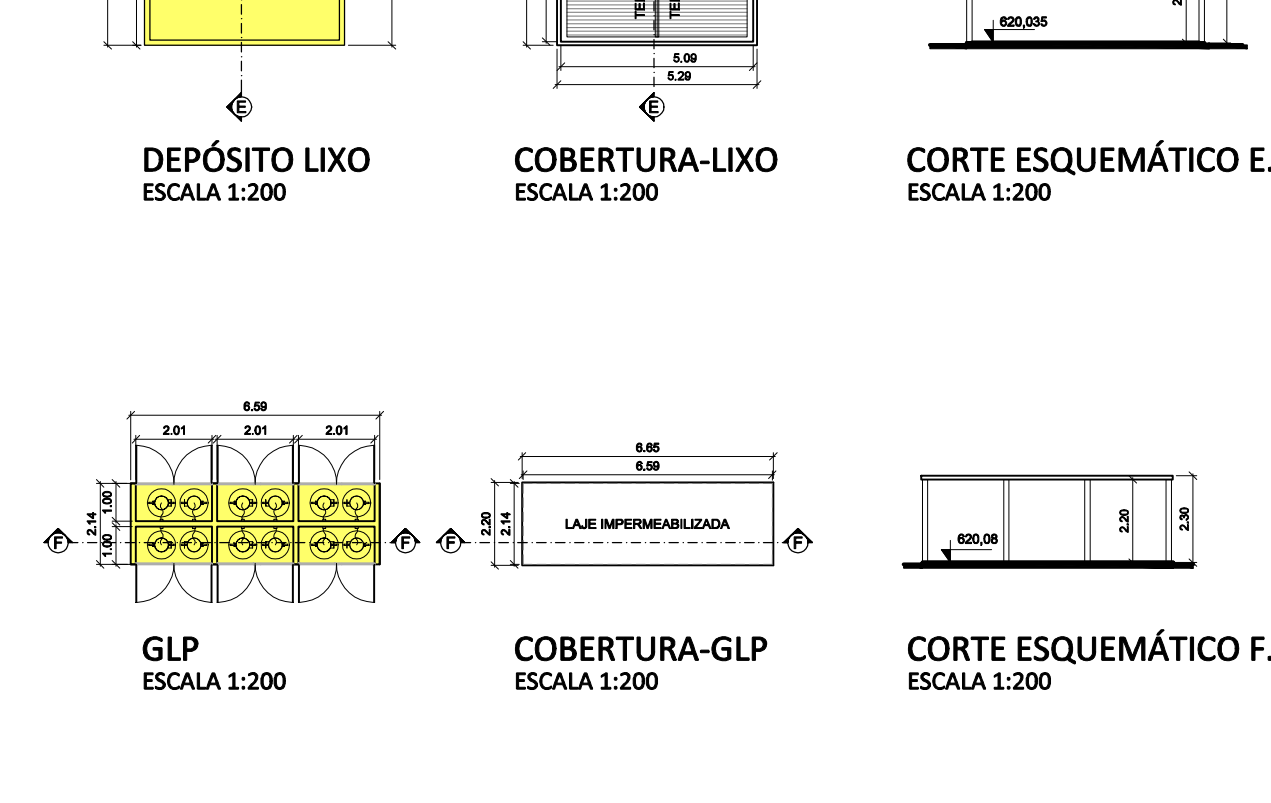 620,035
5.09
5.29
E
E
DEPÓSITO LIXO
ESCALA 1:200
COBERTURA-LIXO
ESCALA 1:200
CORTE ESQUEMÁTICO E.
ESCALA 1:200
6.59
2.01 2.01 2.01
1.00
2.14
1.00
F
F
6.65
6.59
2.20
2.14
LAJE IMPERMEABILIZADA
F
F
620,08
2.20
2.30
GLP
ESCALA 1:200
COBERTURA-GLP
ESCALA 1:200
CORTE ESQUEMÁTICO F.
ESCALA 1:200